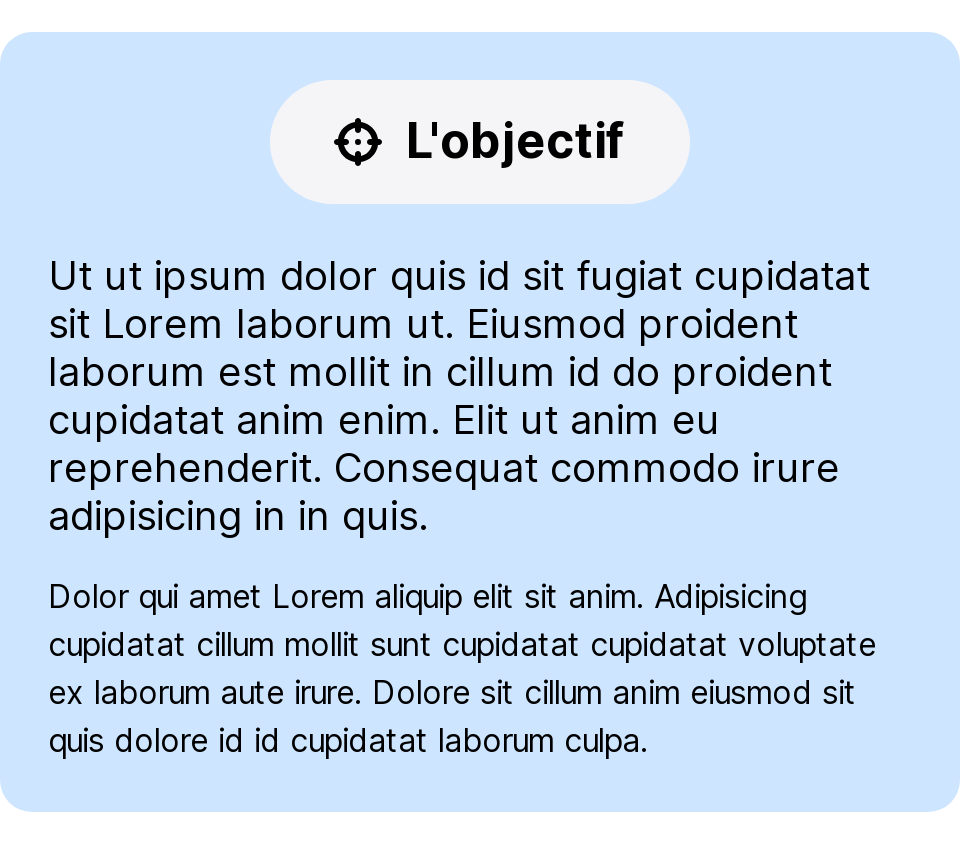 L'objectif
Ut ut ipsum dolor quis id sit fugiat cupidatat
sit Lorem laborum ut. Eiusmod proident
laborum est mollit in cillum id do proident
cupidatat anim enim. Elit ut anim eu
reprehenderit. Consequat commodo irure
adipisicing in in quis.
Dolor qui amet Lorem aliquip elit sit anim. Adipisicing
cupidatat cillum mollit sunt cupidatat cupidatat voluptate
ex laborum aute irure. Dolore sit cillum anim eiusmod sit
quis dolore id id cupidatat laborum culpa.